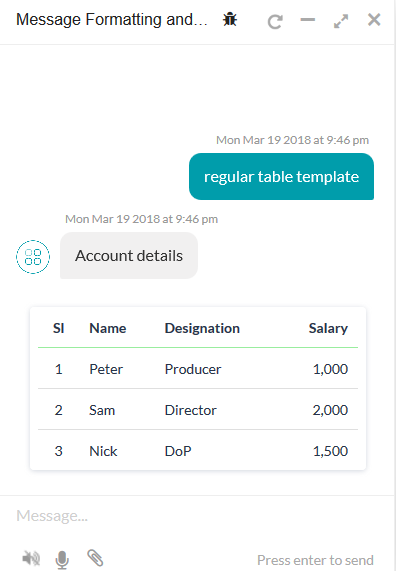 Message Formatting and...
Mon Mar 19 2018 at 9:46 pm
regular table template
Mon Mar 19 2018 at 9:46 pm
Account details
Sl Name Designation Salary
1 Peter Producer 1,000
2 Sam Director 2,000
3 Nick DoP 1,500
Message...
Press enter to send